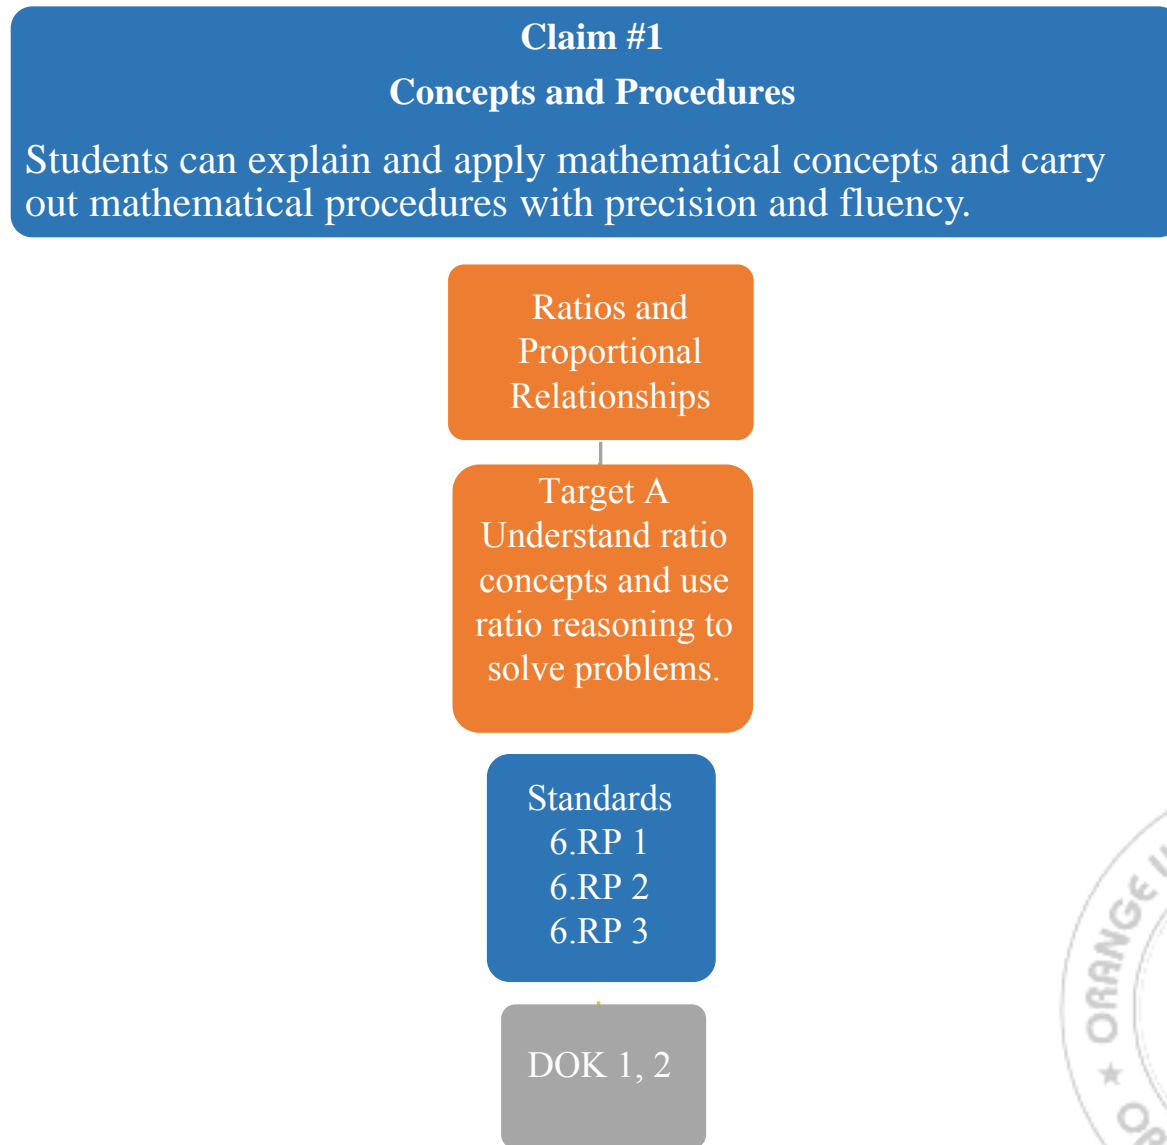 Claim #1
Concepts and Procedures
Students can explain and apply mathematical concepts and carry
out mathematical procedures with precision and fluency.
Ratios and
Proportional
Relationships
Target A
Understand ratio
concepts and use
ratio reasoning to
solve problems.
Standards
6.RP 1
6.RP 2
6.RP 3
DOK 1, 2
ORANGE